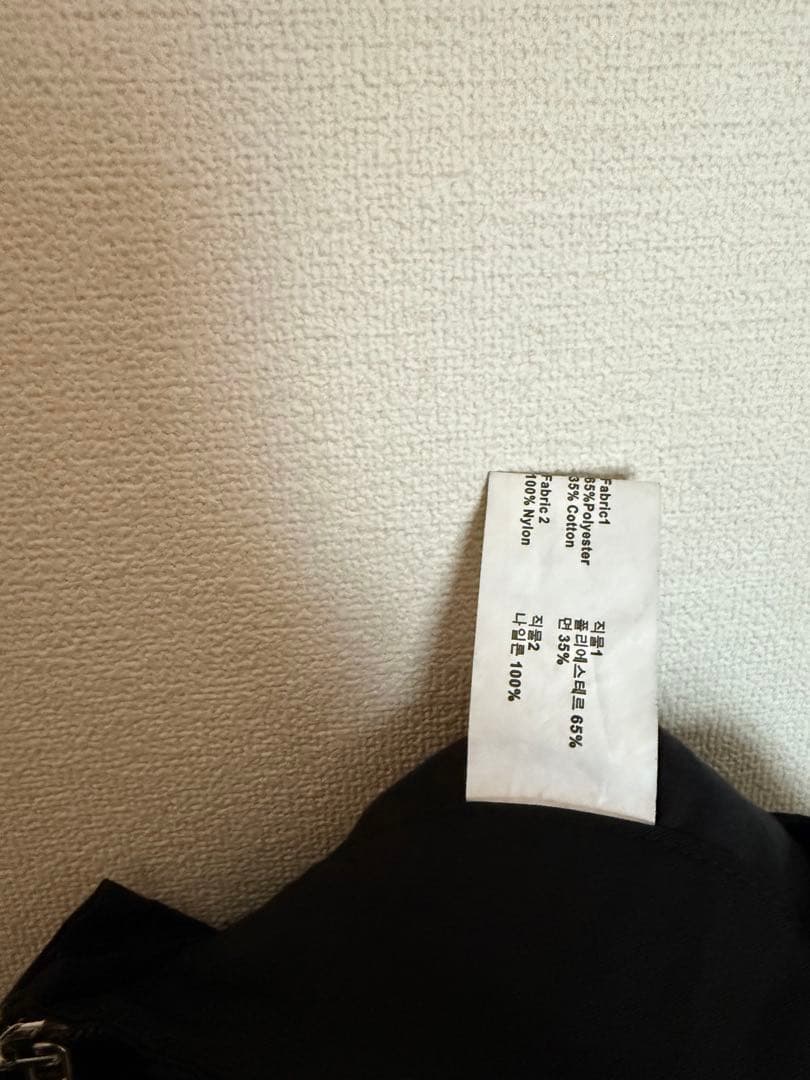 Fabric1
65%Polyester
35% Cotton
Fabric 2
100% Nylon
직물1
폴리에스테르 65%
면 35%
직물2
나일론 100%